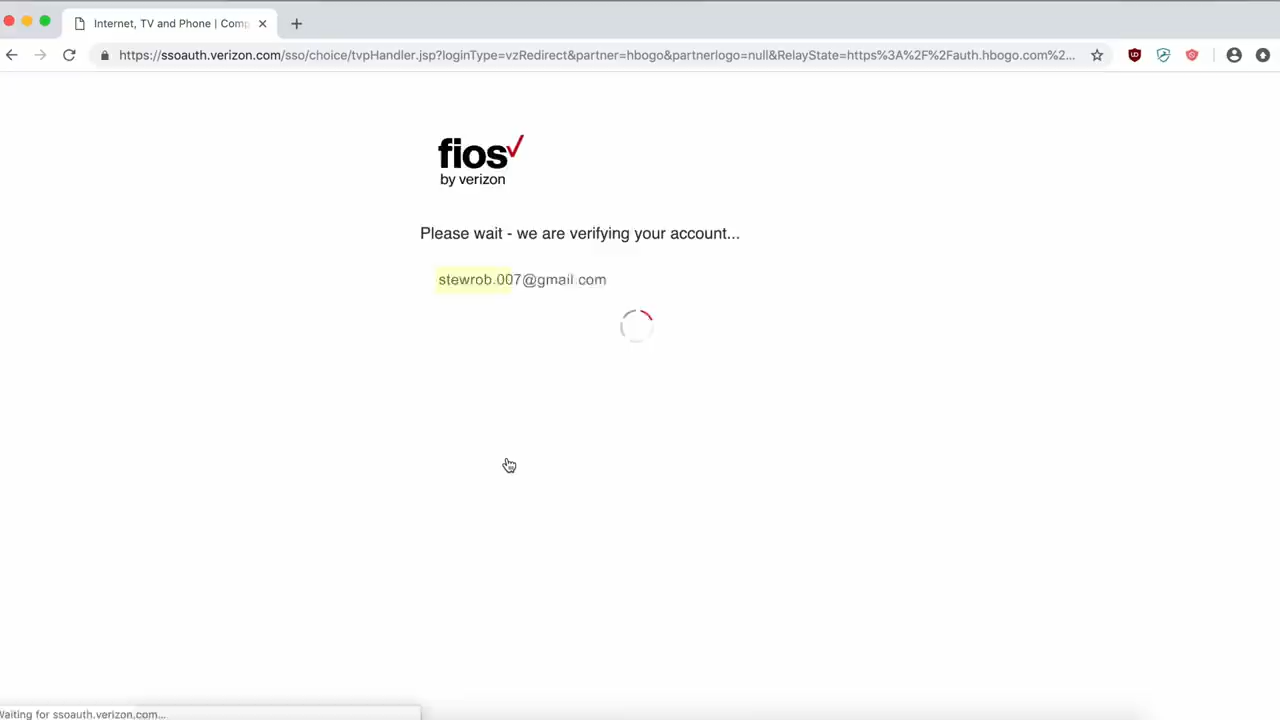 Internet, TV and Phone | Comp
https://ssoauth.verizon.com/sso/choice/tvpHandler.jsp?loginType=vzRedirect&partner=hbogo&partnerlogo=null&RelayState=https%3A%2F%2Fauth.hbogo.com%2...
fios
by verizon
Please wait - we are verifying your account...
stewrob.007@gmail.com
Waiting for ssoauth.verizon.com...